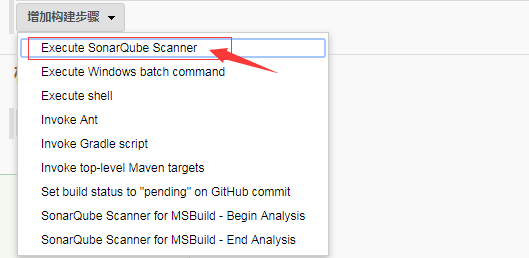 增加构建步骤
Execute SonarQube Scanner
Execute Windows batch command
Execute shell
Invoke Ant
Invoke Gradle script
Invoke top-level Maven targets
Set build status to "pending" on GitHub commit
SonarQube Scanner for MSBuild - Begin Analysis
SonarQube Scanner for MSBuild - End Analysis